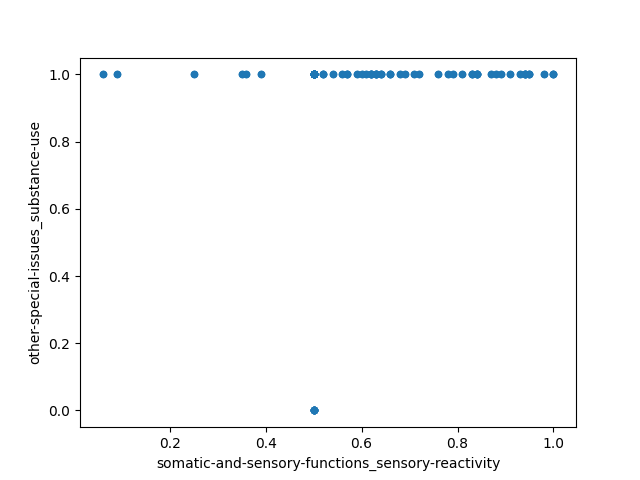 1.0
0.8
0.6
0.4
0.2
0.0
other-special-issues_substance-use
0.2 0.4 0.6 0.8 1.0
somatic-and-sensory-functions_sensory-reactivity